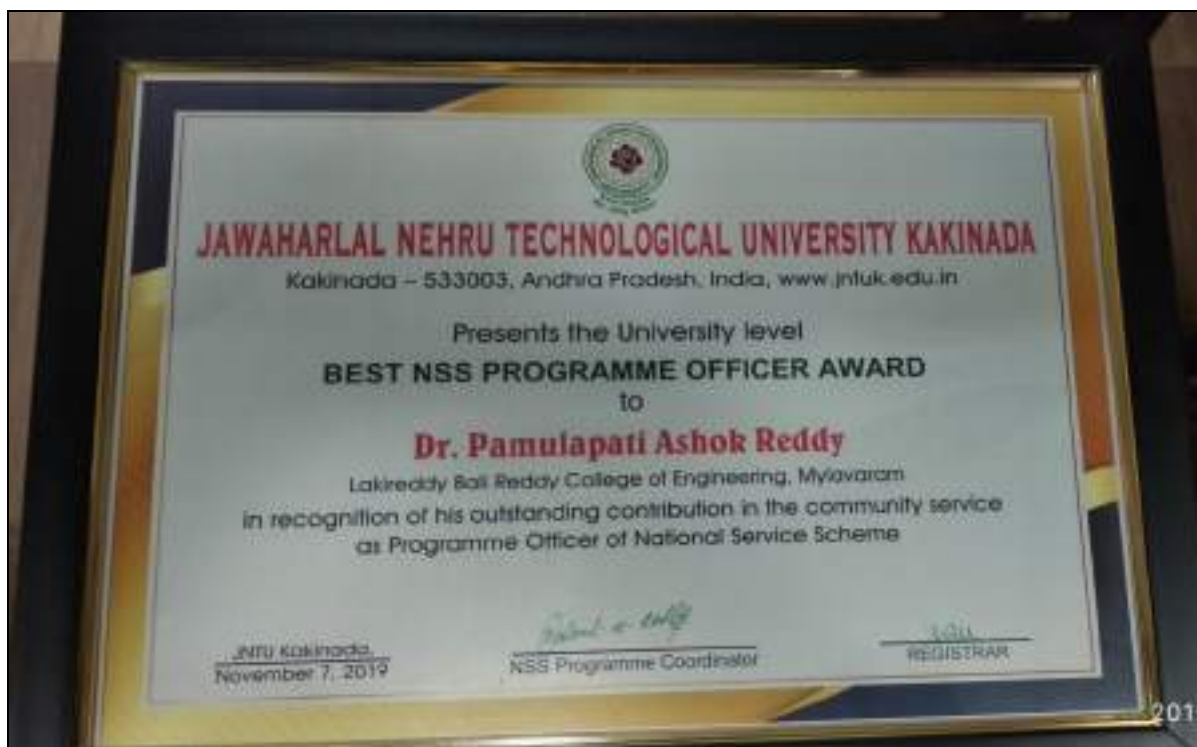 JAWAHARLAL NEHRU TECHNOLOGICAL UNIVERSITY KAKINADA
Kakinada – 533003, Andhra Pradesh, India, www.jntuk.edu.in
Presents the University level
BEST NSS PROGRAMME OFFICER AWARD
to
Dr. Pamulapati Ashok Reddy
Lakireddy Bali Reddy College of Engineering, Mylavaram
in recognition of his outstanding contribution in the community service
as Programme Officer of National Service Scheme
JNTU Kakinada,
November 7, 2019
NSS Programme Coordinator
REGISTRAR
201